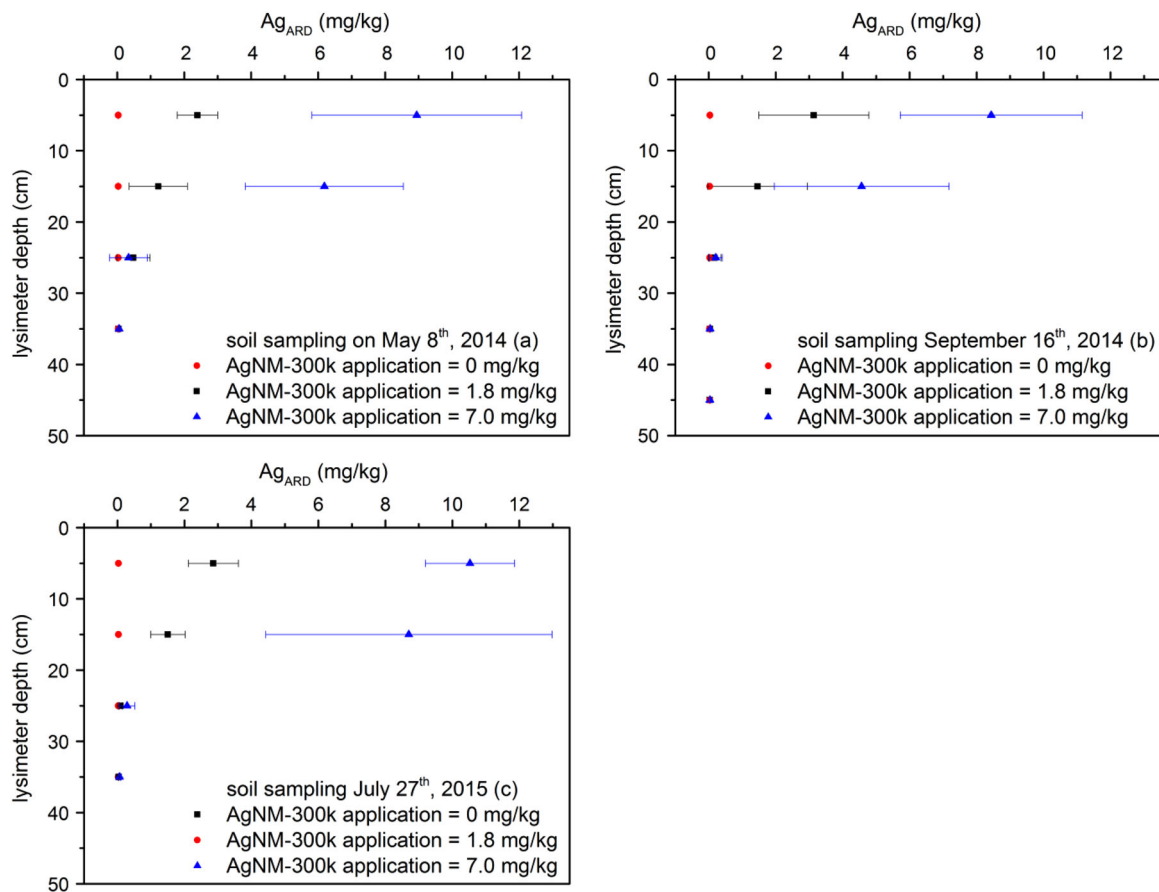 Ag_ARD (mg/kg)
0 2 4 6 8 10 12
0
10
20
30
40
50
lysimeter depth (cm)
soil sampling on May 8th, 2014 (a)
AgNM-300k application = 0 mg/kg
AgNM-300k application = 1.8 mg/kg
AgNM-300k application = 7.0 mg/kg
Ag_ARD (mg/kg)
0 2 4 6 8 10 12
0
10
20
30
40
50
lysimeter depth (cm)
soil sampling September 16th, 2014 (b)
AgNM-300k application = 0 mg/kg
AgNM-300k application = 1.8 mg/kg
AgNM-300k application = 7.0 mg/kg
Ag_ARD (mg/kg)
0 2 4 6 8 10 12
0
10
20
30
40
50
lysimeter depth (cm)
soil sampling July 27th, 2015 (c)
AgNM-300k application = 0 mg/kg
AgNM-300k application = 1.8 mg/kg
AgNM-300k application = 7.0 mg/kg